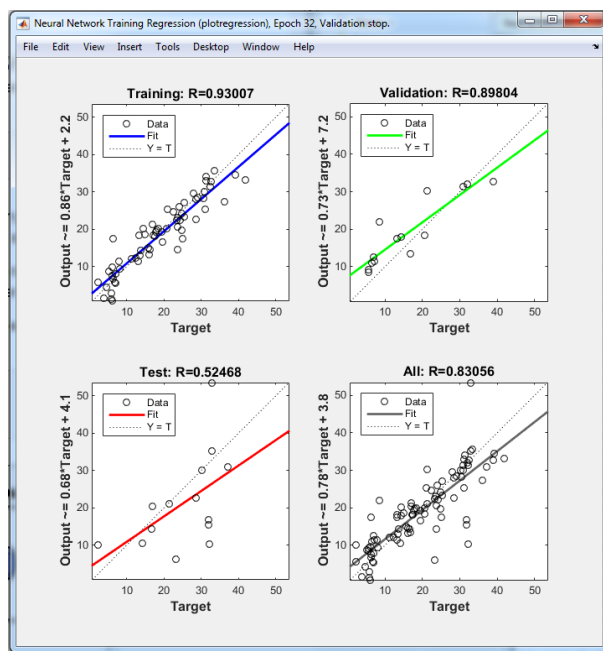 Neural Network Training Regression (plotregression), Epoch 32, Validation stop.
File Edit View Insert Tools Desktop Window Help
Training: R=0.93007
Output ~= 0.86*Target + 2.2
50
40
30
20
10
Data
Fit
Y = T
10 20 30 40 50
Target
Validation: R=0.89804
Output ~= 0.73*Target + 7.2
50
40
30
20
10
Data
Fit
Y = T
10 20 30 40 50
Target
Test: R=0.52468
Output ~= 0.68*Target + 4.1
50
40
30
20
10
Data
Fit
Y = T
10 20 30 40 50
Target
All: R=0.83056
Output ~= 0.78*Target + 3.8
50
40
30
20
10
Data
Fit
Y = T
10 20 30 40 50
Target